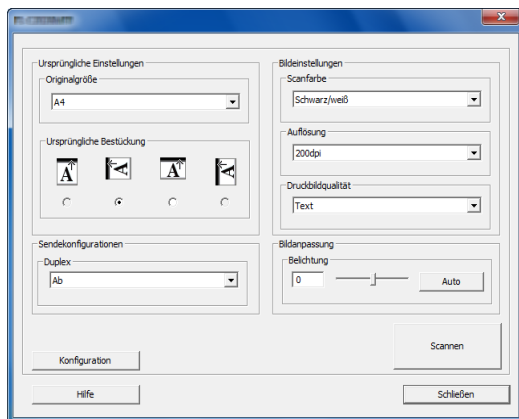 Ursprüngliche Einstellungen
Originalgröße
A4
Ursprüngliche Bestückung
A A A A
Sendekonfigurationen
Duplex
Ab
Bildeinstellungen
Scanfarbe
Schwarz/weiß
Auflösung
200dpi
Druckbildqualität
Text
Bildanpassung
Belichtung
0
Auto
Konfiguration
Scannen
Hilfe
Schließen